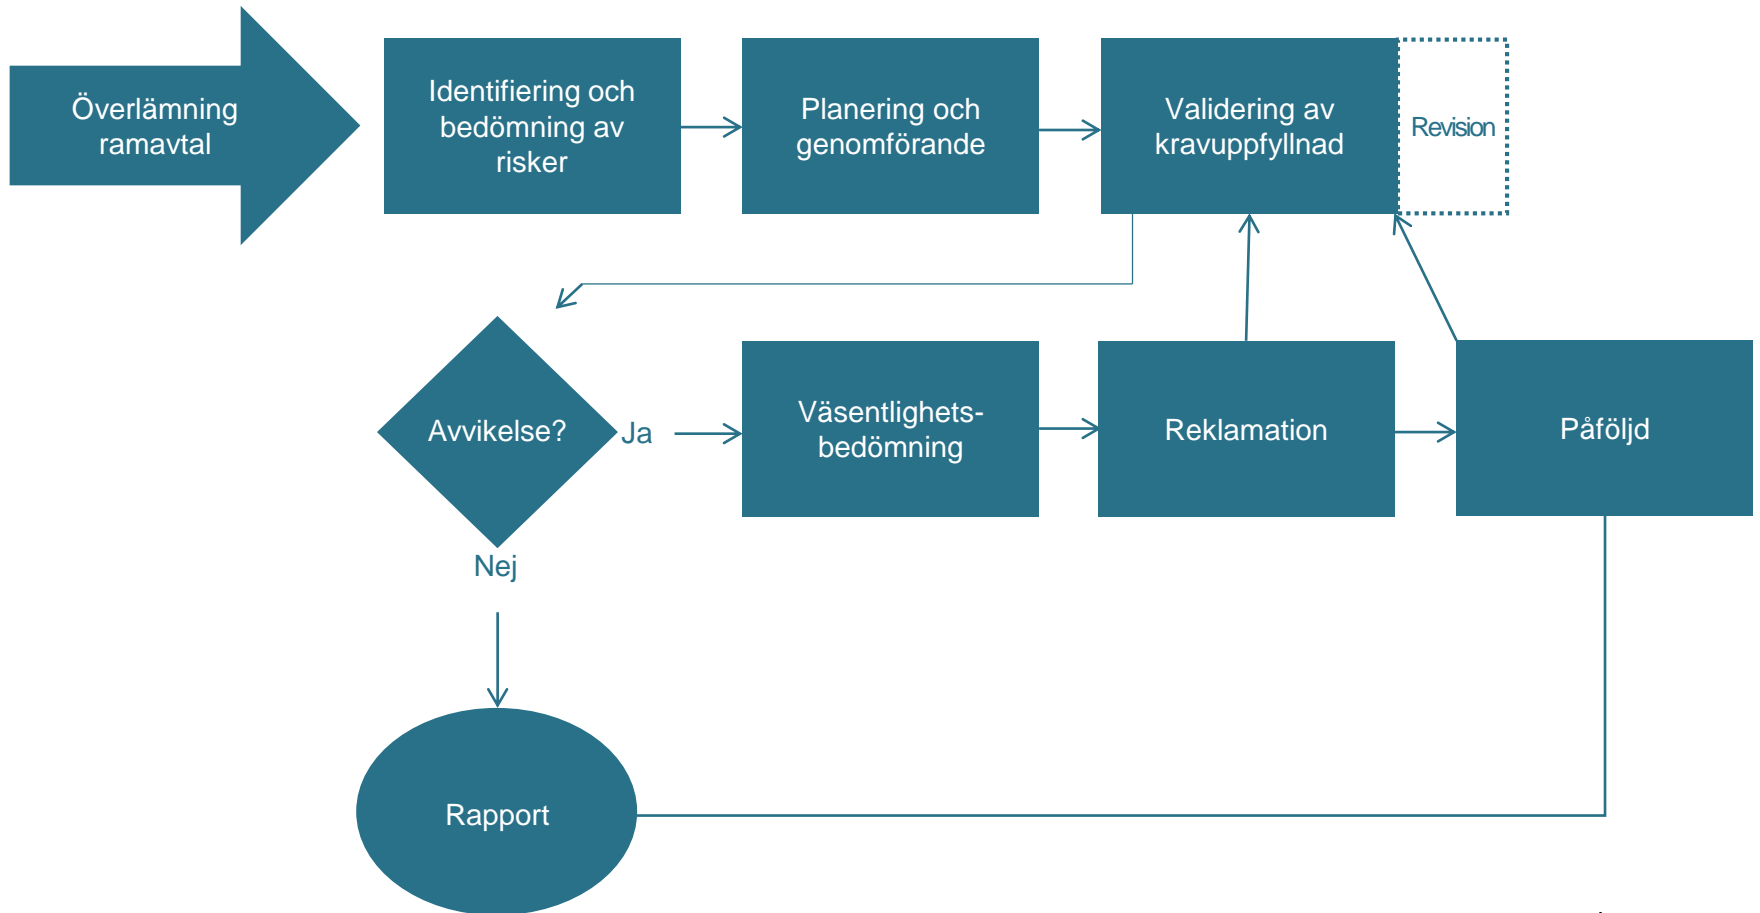 Överlämning
ramavtal
Identifiering och
bedömning av
risker
Planering och
genomförande
Validering av
kravuppfyllnad
Revision
Avvikelse?
Ja
Väsentlighets-
bedömning
Reklamation
Påföljd
Nej
Rapport